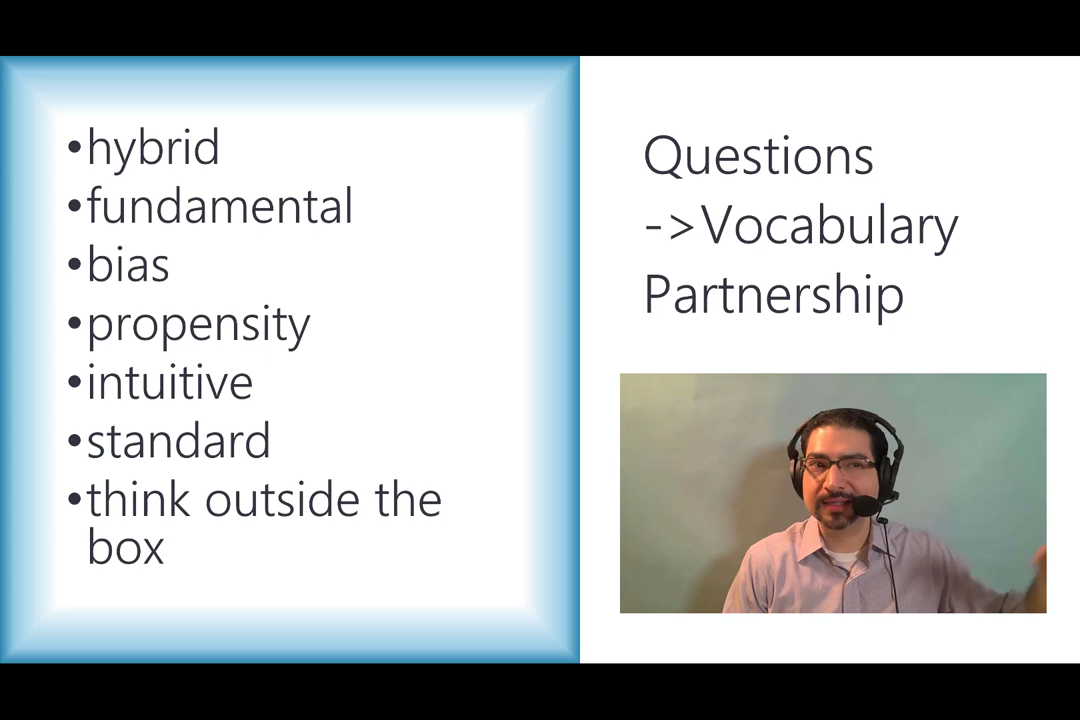 •hybrid
•fundamental
•bias
•propensity
•intuitive
•standard
•think outside the
box
Questions
->Vocabulary
Partnership